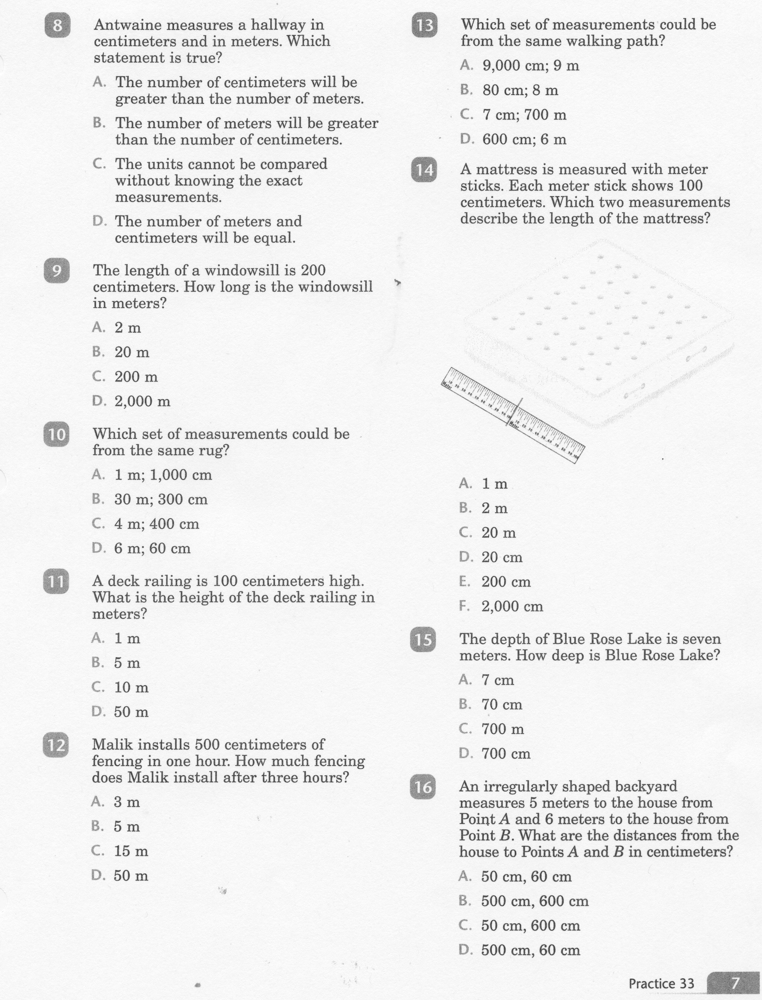 8
Antwaine measures a hallway in
centimeters and in meters. Which
statement is true?
A. The number of centimeters will be
greater than the number of meters.
B. The number of meters will be greater
than the number of centimeters.
C. The units cannot be compared
without knowing the exact
measurements.
D. The number of meters and
centimeters will be equal.
9
The length of a windowsill is 200
centimeters. How long is the windowsill
in meters?
A. 2 m
B. 20 m
C. 200 m
D. 2,000 m
10
Which set of measurements could be
from the same rug?
A. 1 m; 1,000 cm
B. 30 m; 300 cm
C. 4 m; 400 cm
D. 6 m; 60 cm
11
A deck railing is 100 centimeters high.
What is the height of the deck railing in
meters?
A. 1 m
B. 5 m
C. 10 m
D. 50 m
12
Malik installs 500 centimeters of
fencing in one hour. How much fencing
does Malik install after three hours?
A. 3 m
B. 5 m
C. 15 m
D. 50 m
13
Which set of measurements could be
from the same walking path?
A. 9,000 cm; 9 m
B. 80 cm; 8 m
C. 7 cm; 700 m
D. 600 cm; 6 m
14
A mattress is measured with meter
sticks. Each meter stick shows 100
centimeters. Which two measurements
describe the length of the mattress?
10 20 30 40 50 60 70 80 90
Meter
10 20 30 40 50 60 70 80 90 100
Meter
A. 1 m
B. 2 m
C. 20 m
D. 20 cm
E. 200 cm
F. 2,000 cm
15
The depth of Blue Rose Lake is seven
meters. How deep is Blue Rose Lake?
A. 7 cm
B. 70 cm
C. 700 m
D. 700 cm
16
An irregularly shaped backyard
measures 5 meters to the house from
Point A and 6 meters to the house from
Point B. What are the distances from the
house to Points A and B in centimeters?
A. 50 cm, 60 cm
B. 500 cm, 600 cm
C. 50 cm, 600 cm
D. 500 cm, 60 cm
Practice 33 7